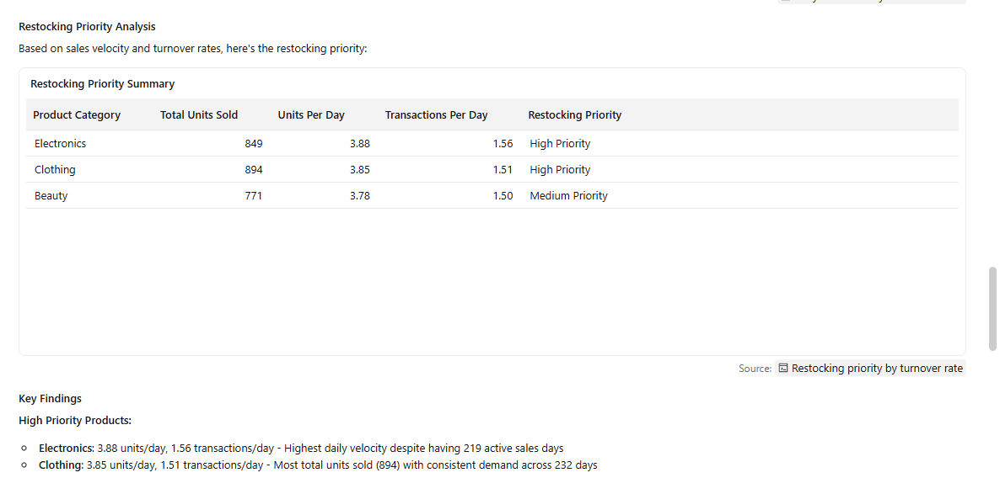 Restocking Priority Analysis
Based on sales velocity and turnover rates, here's the restocking priority:
Restocking Priority Summary
Product Category Total Units Sold Units Per Day Transactions Per Day Restocking Priority
Electronics 849 3.88 1.56 High Priority
Clothing 894 3.85 1.51 High Priority
Beauty 771 3.78 1.50 Medium Priority
Source: Restocking priority by turnover rate
Key Findings
High Priority Products:
Electronics: 3.88 units/day, 1.56 transactions/day - Highest daily velocity despite having 219 active sales days
Clothing: 3.85 units/day, 1.51 transactions/day - Most total units sold (894) with consistent demand across 232 days